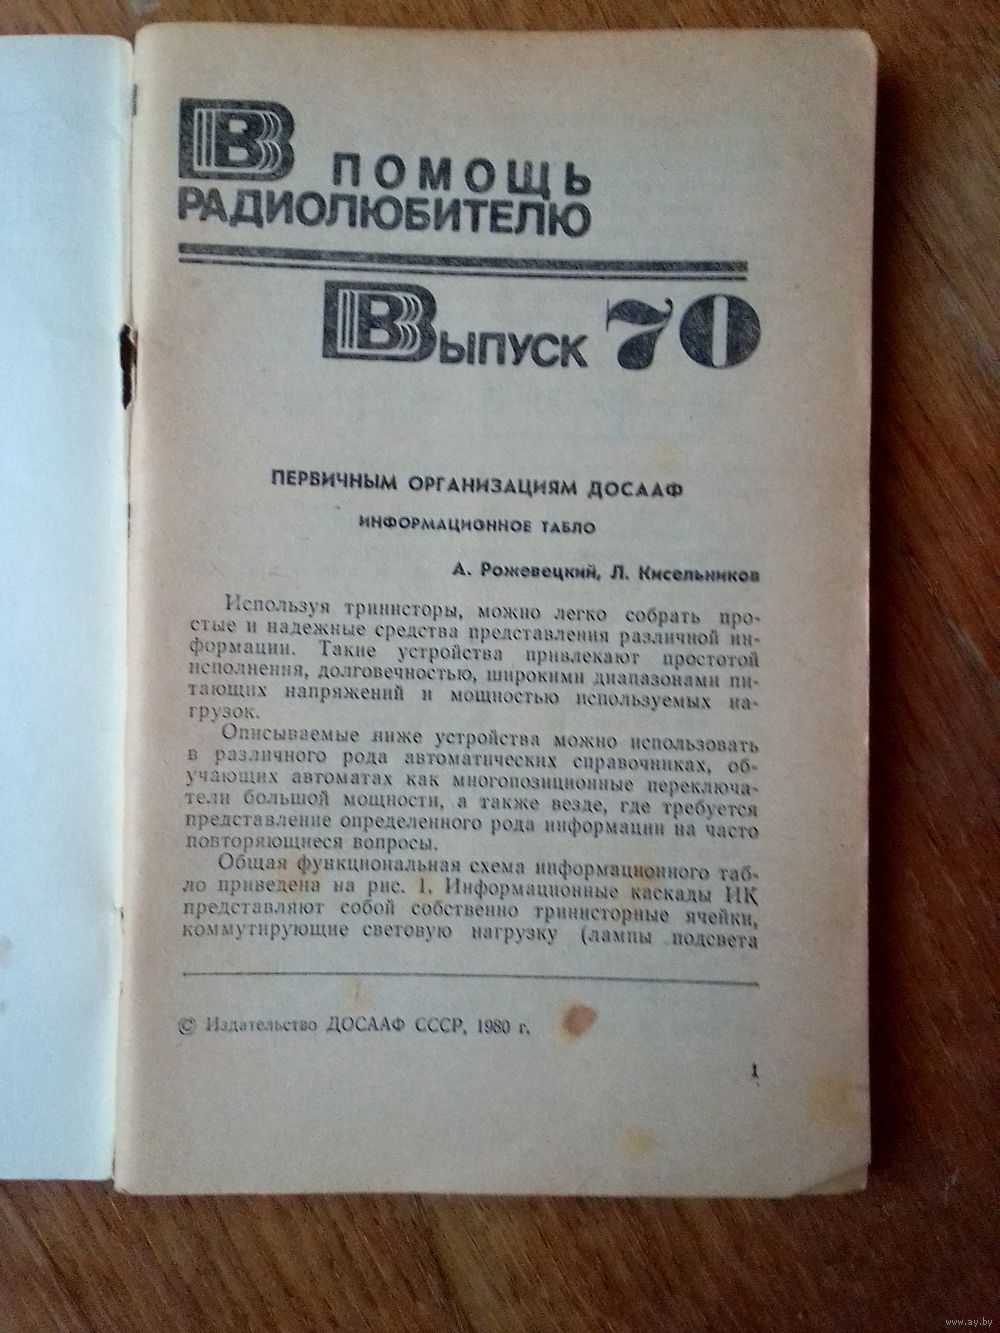 В ПОМОЩЬ
РАДИОЛЮБИТЕЛЮ
Выпуск 70
ПЕРВИЧНЫМ ОРГАНИЗАЦИЯМ ДОСААФ
ИНФОРМАЦИОННОЕ ТАБЛО
А. Рожевецкий, Л. Кисельников
Используя тринисторы, можно легко собрать про-
стые и надежные средства представления различной ин-
формации. Такие устройства привлекают простотой
исполнения, долговечностью, широкими диапазонами пи-
тающих напряжений и мощностью используемых на-
грузок.
Описываемые ниже устройства можно использовать
в различного рода автоматических справочниках, об-
учающих автоматах как многопозиционные переключа-
тели большой мощности, а также везде, где требуется
представление определенного рода информации на часто
повторяющиеся вопросы.
Общая функциональная схема информационного таб-
ло приведена на рис. 1. Информационные каскады ИК
представляют собой собственно тринисторные ячейки,
коммутирующие световую нагрузку (лампы подсвета
© Издательство ДОСААФ СССР, 1980 г.
1
www.ay.by